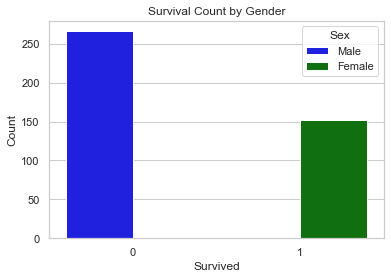 Survival Count by Gender
Sex
Male
Female
250
200
150
100
50
0
Count
0
1
Survived